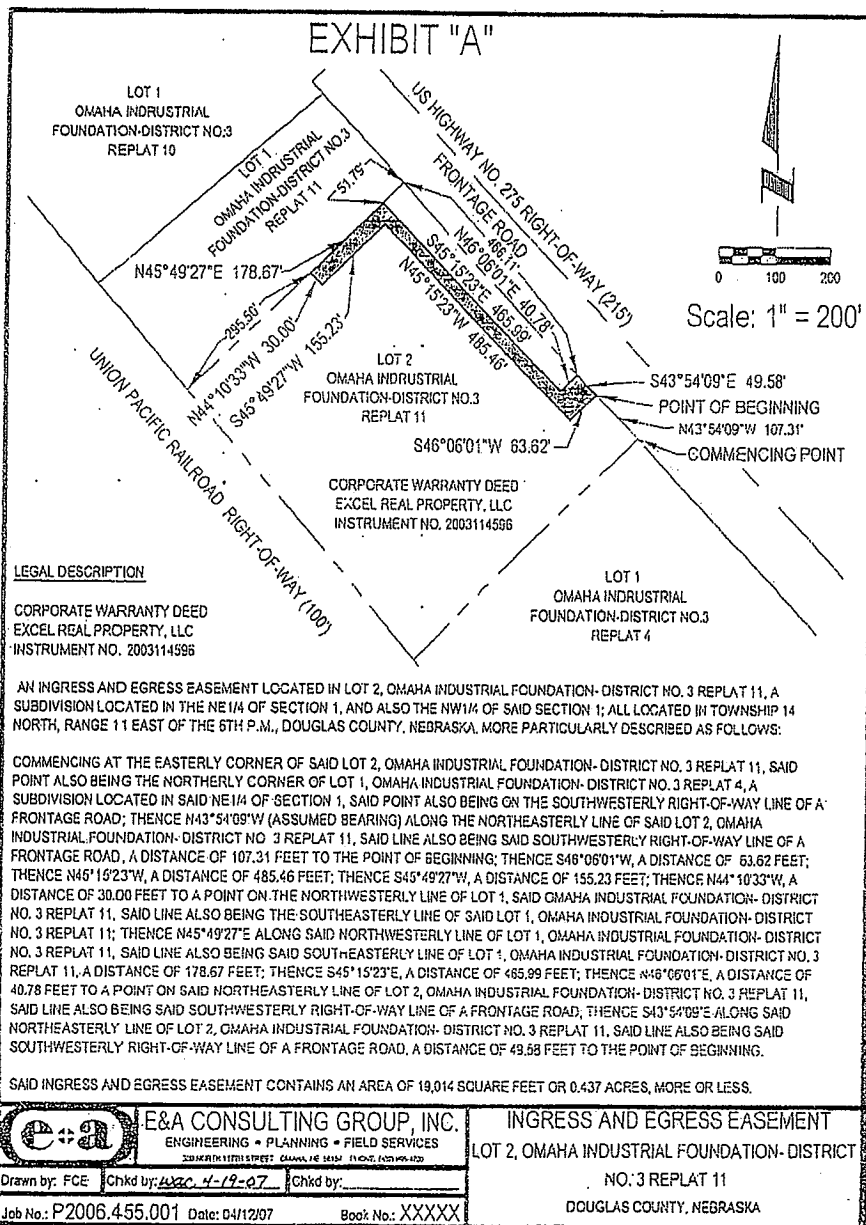 EXHIBIT "A"
LOT 1
OMAHA INDRUSTRIAL
FOUNDATION-DISTRICT NO.3
REPLAT 10
LOT 1
OMAHA INDRUSTRIAL
FOUNDATION-DISTRICT NO.3
REPLAT 11
51.79'
US HIGHWAY NO. 275 RIGHT-OF-WAY (215')
FRONTAGE ROAD
466.11'
N46°06'01"E 40.78'
S45°15'23"E 465.99'
N45°15'23"W 485.46'
N45°49'27"E 178.67'
295.50'
N44°10'33"W 30.00'
S45°49'27"W 155.23'
0 100 200
Scale: 1" = 200'
UNION PACIFIC RAILROAD RIGHT-OF-WAY (100')
LOT 2
OMAHA INDRUSTRIAL
FOUNDATION-DISTRICT NO.3
REPLAT 11
S43°54'09"E 49.58'
POINT OF BEGINNING
N43°54'09"W 107.31'
COMMENCING POINT
S46°06'01"W 63.62'
CORPORATE WARRANTY DEED
EXCEL REAL PROPERTY, LLC
INSTRUMENT NO. 2003114596
LOT 1
OMAHA INDRUSTRIAL
FOUNDATION-DISTRICT NO.3
REPLAT 4
LEGAL DESCRIPTION
CORPORATE WARRANTY DEED
EXCEL REAL PROPERTY, LLC
INSTRUMENT NO. 2003114596
AN INGRESS AND EGRESS EASEMENT LOCATED IN LOT 2, OMAHA INDUSTRIAL FOUNDATION- DISTRICT NO. 3 REPLAT 11, A
SUBDIVISION LOCATED IN THE NE1/4 OF SECTION 1, AND ALSO THE NW1/4 OF SAID SECTION 1; ALL LOCATED IN TOWNSHIP 14
NORTH, RANGE 11 EAST OF THE 6TH P.M., DOUGLAS COUNTY, NEBRASKA, MORE PARTICULARLY DESCRIBED AS FOLLOWS:
COMMENCING AT THE EASTERLY CORNER OF SAID LOT 2, OMAHA INDUSTRIAL FOUNDATION- DISTRICT NO. 3 REPLAT 11, SAID
POINT ALSO BEING THE NORTHERLY CORNER OF LOT 1, OMAHA INDUSTRIAL FOUNDATION- DISTRICT NO. 3 REPLAT 4, A
SUBDIVISION LOCATED IN SAID NE1/4 OF SECTION 1, SAID POINT ALSO BEING ON THE SOUTHWESTERLY RIGHT-OF-WAY LINE OF A
FRONTAGE ROAD; THENCE N43°54'09"W (ASSUMED BEARING) ALONG THE NORTHEASTERLY LINE OF SAID LOT 2, OMAHA
INDUSTRIAL FOUNDATION- DISTRICT NO 3 REPLAT 11, SAID LINE ALSO BEING SAID SOUTHWESTERLY RIGHT-OF-WAY LINE OF A
FRONTAGE ROAD, A DISTANCE OF 107.31 FEET TO THE POINT OF BEGINNING; THENCE S46°06'01"W, A DISTANCE OF 63.62 FEET;
THENCE N45°15'23"W, A DISTANCE OF 485.46 FEET; THENCE S45°49'27"W, A DISTANCE OF 155.23 FEET; THENCE N44°10'33"W, A
DISTANCE OF 30.00 FEET TO A POINT ON THE NORTHWESTERLY LINE OF LOT 1, SAID OMAHA INDUSTRIAL FOUNDATION- DISTRICT
NO. 3 REPLAT 11, SAID LINE ALSO BEING THE SOUTHEASTERLY LINE OF SAID LOT 1, OMAHA INDUSTRIAL FOUNDATION- DISTRICT
NO. 3 REPLAT 11; THENCE N45°49'27"E ALONG SAID NORTHWESTERLY LINE OF LOT 1, OMAHA INDUSTRIAL FOUNDATION- DISTRICT
NO. 3 REPLAT 11, SAID LINE ALSO BEING SAID SOUTHEASTERLY LINE OF LOT 1, OMAHA INDUSTRIAL FOUNDATION- DISTRICT NO. 3
REPLAT 11, A DISTANCE OF 178.67 FEET; THENCE S45°15'23"E, A DISTANCE OF 465.99 FEET; THENCE N46°06'01"E, A DISTANCE OF
40.78 FEET TO A POINT ON SAID NORTHEASTERLY LINE OF LOT 2, OMAHA INDUSTRIAL FOUNDATION- DISTRICT NO. 3 REPLAT 11,
SAID LINE ALSO BEING SAID SOUTHWESTERLY RIGHT-OF-WAY LINE OF A FRONTAGE ROAD; THENCE S43°54'09"E ALONG SAID
NORTHEASTERLY LINE OF LOT 2, OMAHA INDUSTRIAL FOUNDATION- DISTRICT NO. 3 REPLAT 11, SAID LINE ALSO BEING SAID
SOUTHWESTERLY RIGHT-OF-WAY LINE OF A FRONTAGE ROAD, A DISTANCE OF 49.58 FEET TO THE POINT OF BEGINNING.
SAID INGRESS AND EGRESS EASEMENT CONTAINS AN AREA OF 19,014 SQUARE FEET OR 0.437 ACRES, MORE OR LESS.
e+a
E&A CONSULTING GROUP, INC.
ENGINEERING • PLANNING • FIELD SERVICES
Drawn by: FCE Chkd by: WAC 4-19-07 Chkd by:
Job No.: P2006.455.001 Date: 04/12/07 Book No.: XXXXX
INGRESS AND EGRESS EASEMENT
LOT 2, OMAHA INDUSTRIAL FOUNDATION- DISTRICT
NO. 3 REPLAT 11
DOUGLAS COUNTY, NEBRASKA